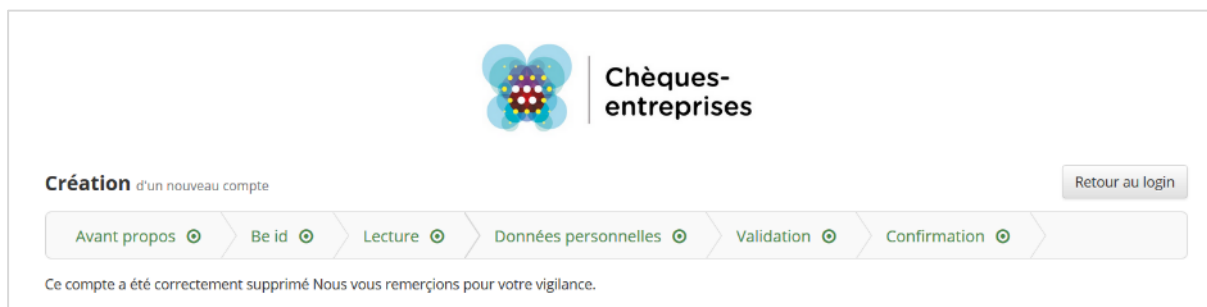 Chèques-
entreprises
Création d'un nouveau compte
Retour au login
Avant propos Be id Lecture Données personnelles Validation Confirmation
Ce compte a été correctement supprimé Nous vous remerçions pour votre vigilance.